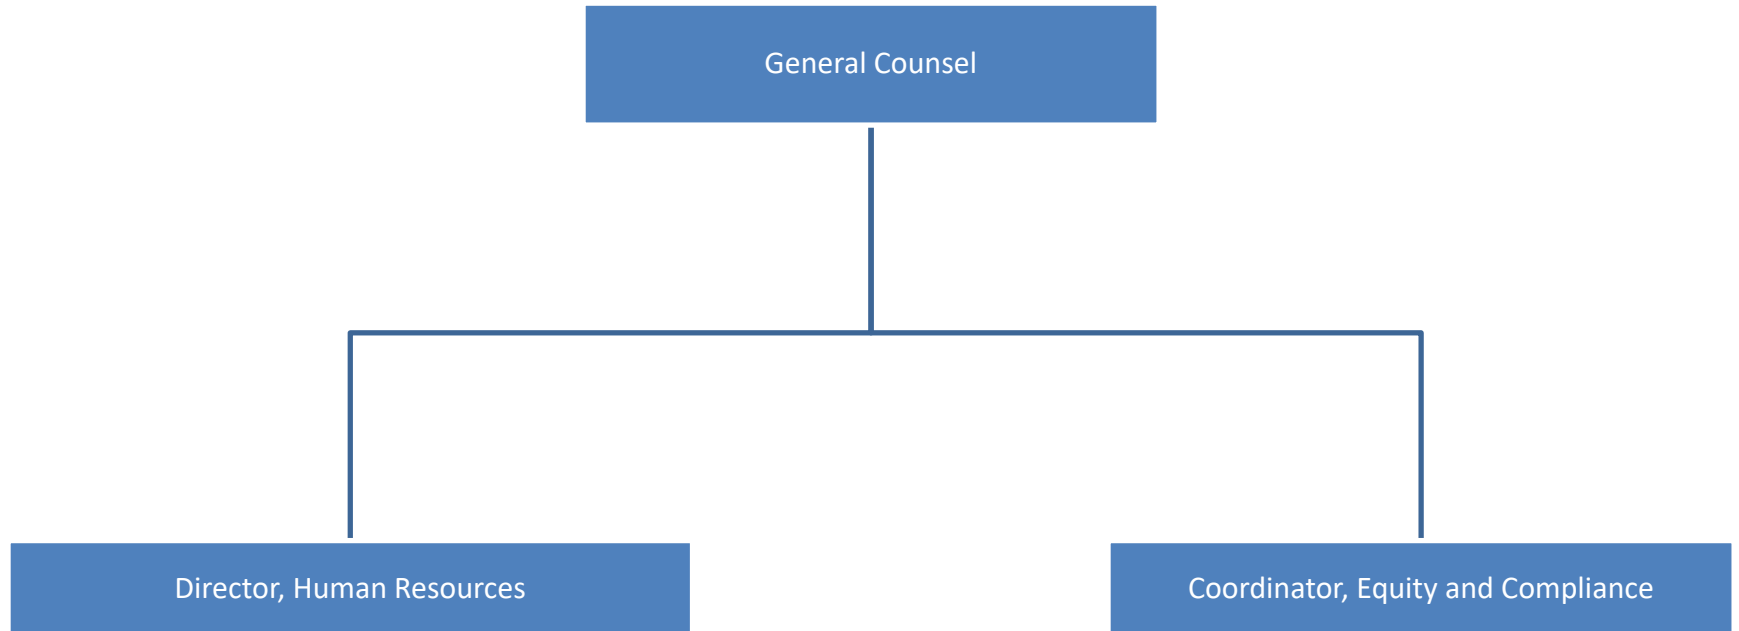 General Counsel
Director, Human Resources
Coordinator, Equity and Compliance